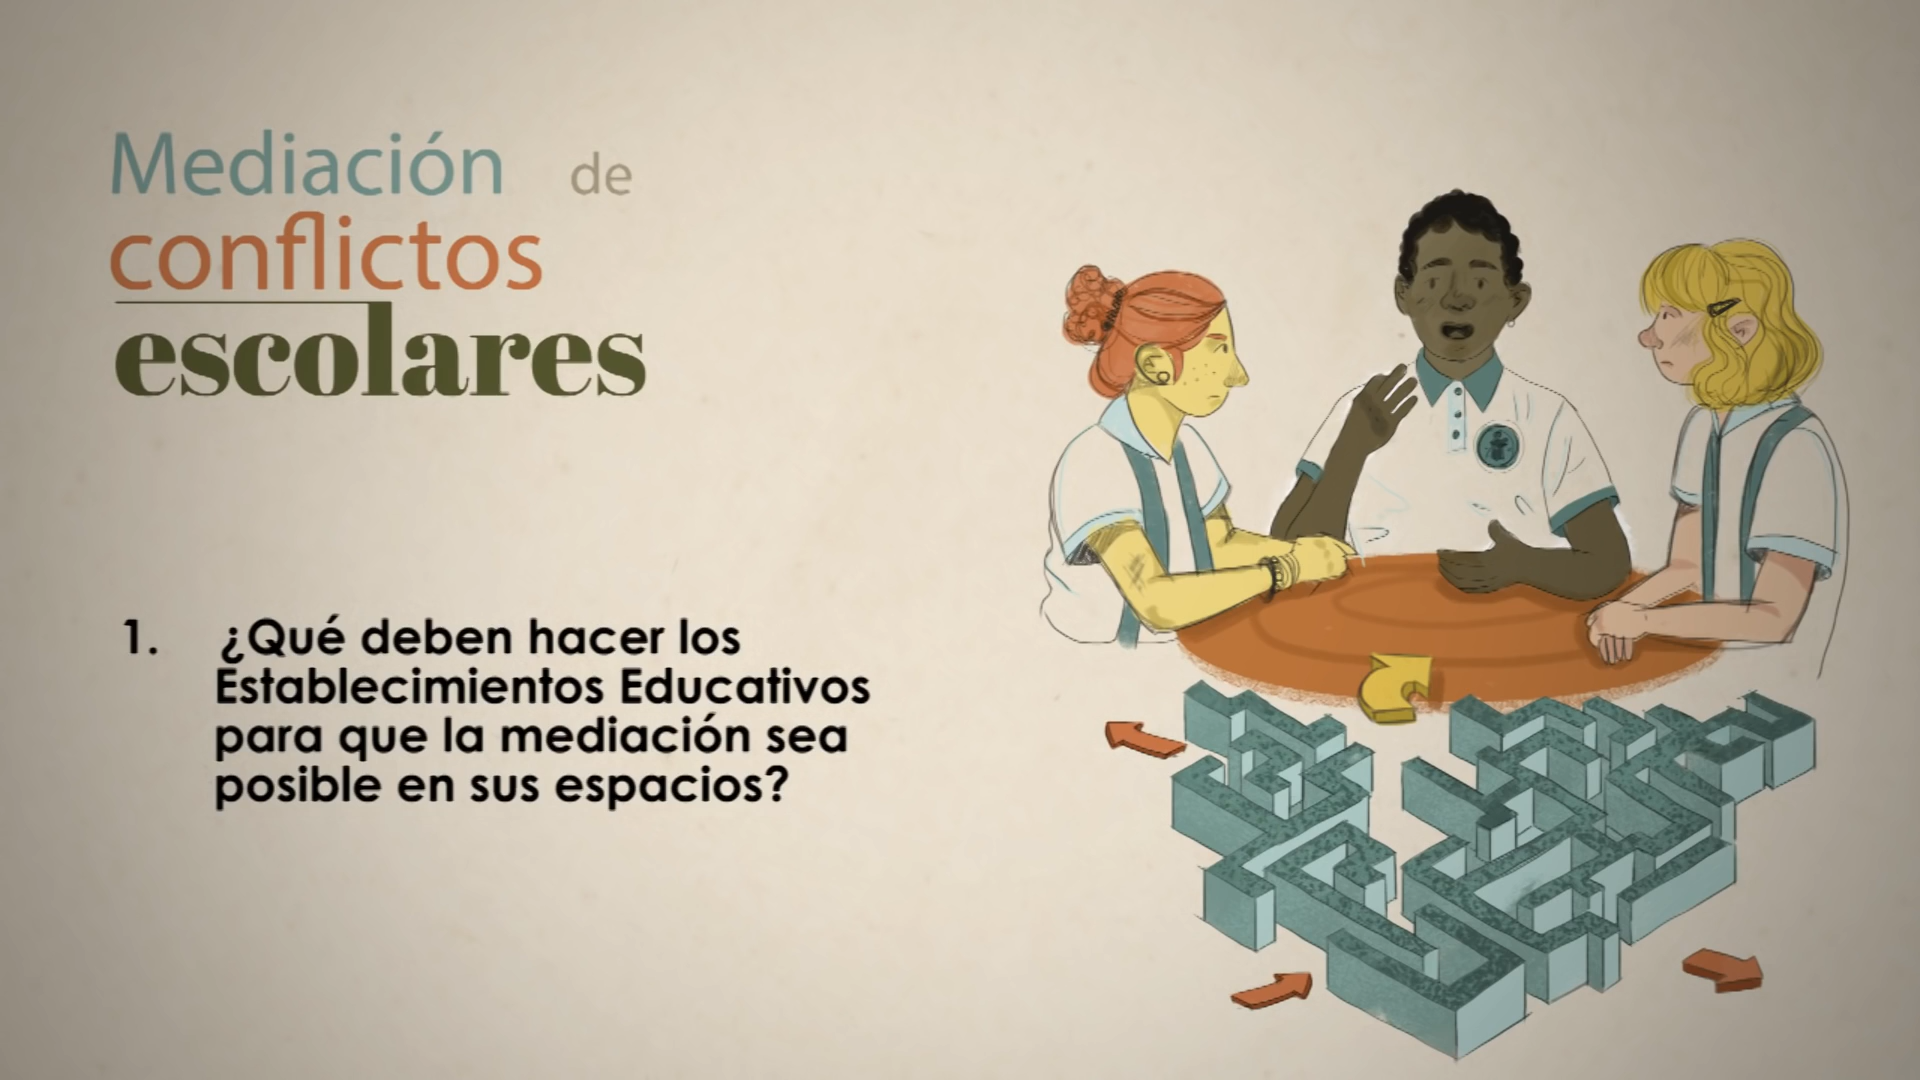 Mediación de
conflictos
escolares
1. ¿Qué deben hacer los
Establecimientos Educativos
para que la mediación sea
posible en sus espacios?